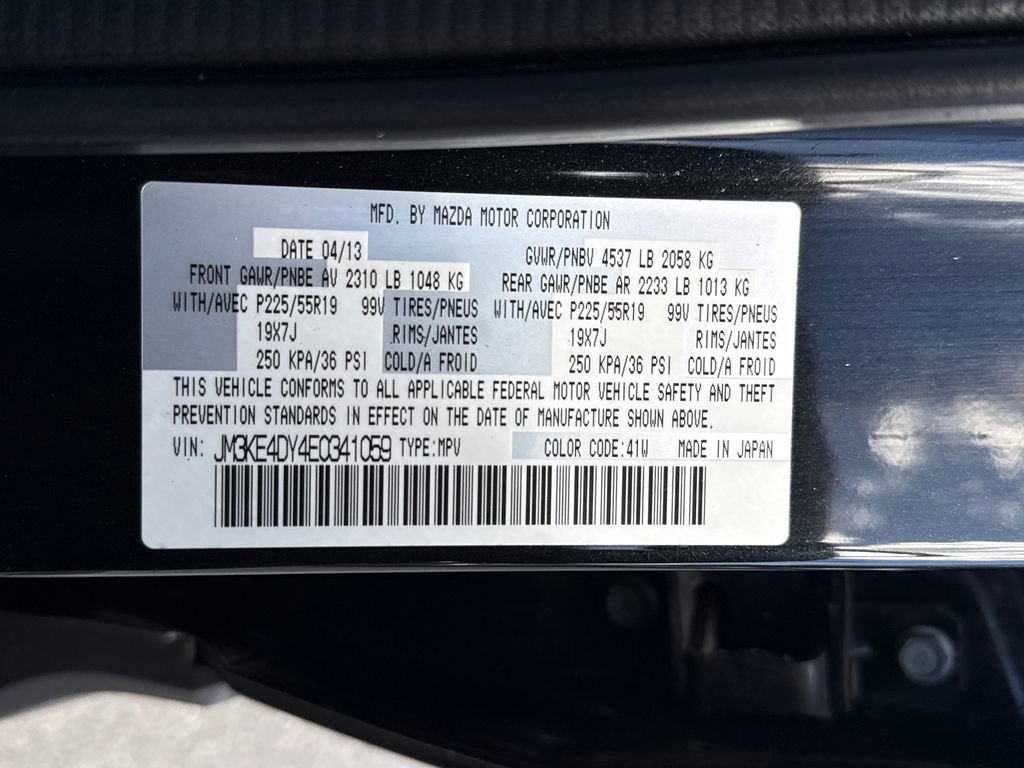 MFD. BY MAZDA MOTOR CORPORATION
DATE 04/13 GVWR/PNBV 4537 LB 2058 KG
FRONT GAWR/PNBE AV 2310 LB 1048 KG REAR GAWR/PNBE AR 2233 LB 1013 KG
WITH/AVEC P225/55R19 99V TIRES/PNEUS WITH/AVEC P225/55R19 99V TIRES/PNEUS
19X7J RIMS/JANTES 19X7J RIMS/JANTES
250 KPA/36 PSI COLD/A FROID 250 KPA/36 PSI COLD/A FROID
THIS VEHICLE CONFORMS TO ALL APPLICABLE FEDERAL MOTOR VEHICLE SAFETY AND THEFT
PREVENTION STANDARDS IN EFFECT ON THE DATE OF MANUFACTURE SHOWN ABOVE.
VIN: JM3KE4DY4E0341059 TYPE:MPV COLOR CODE:41W MADE IN JAPAN